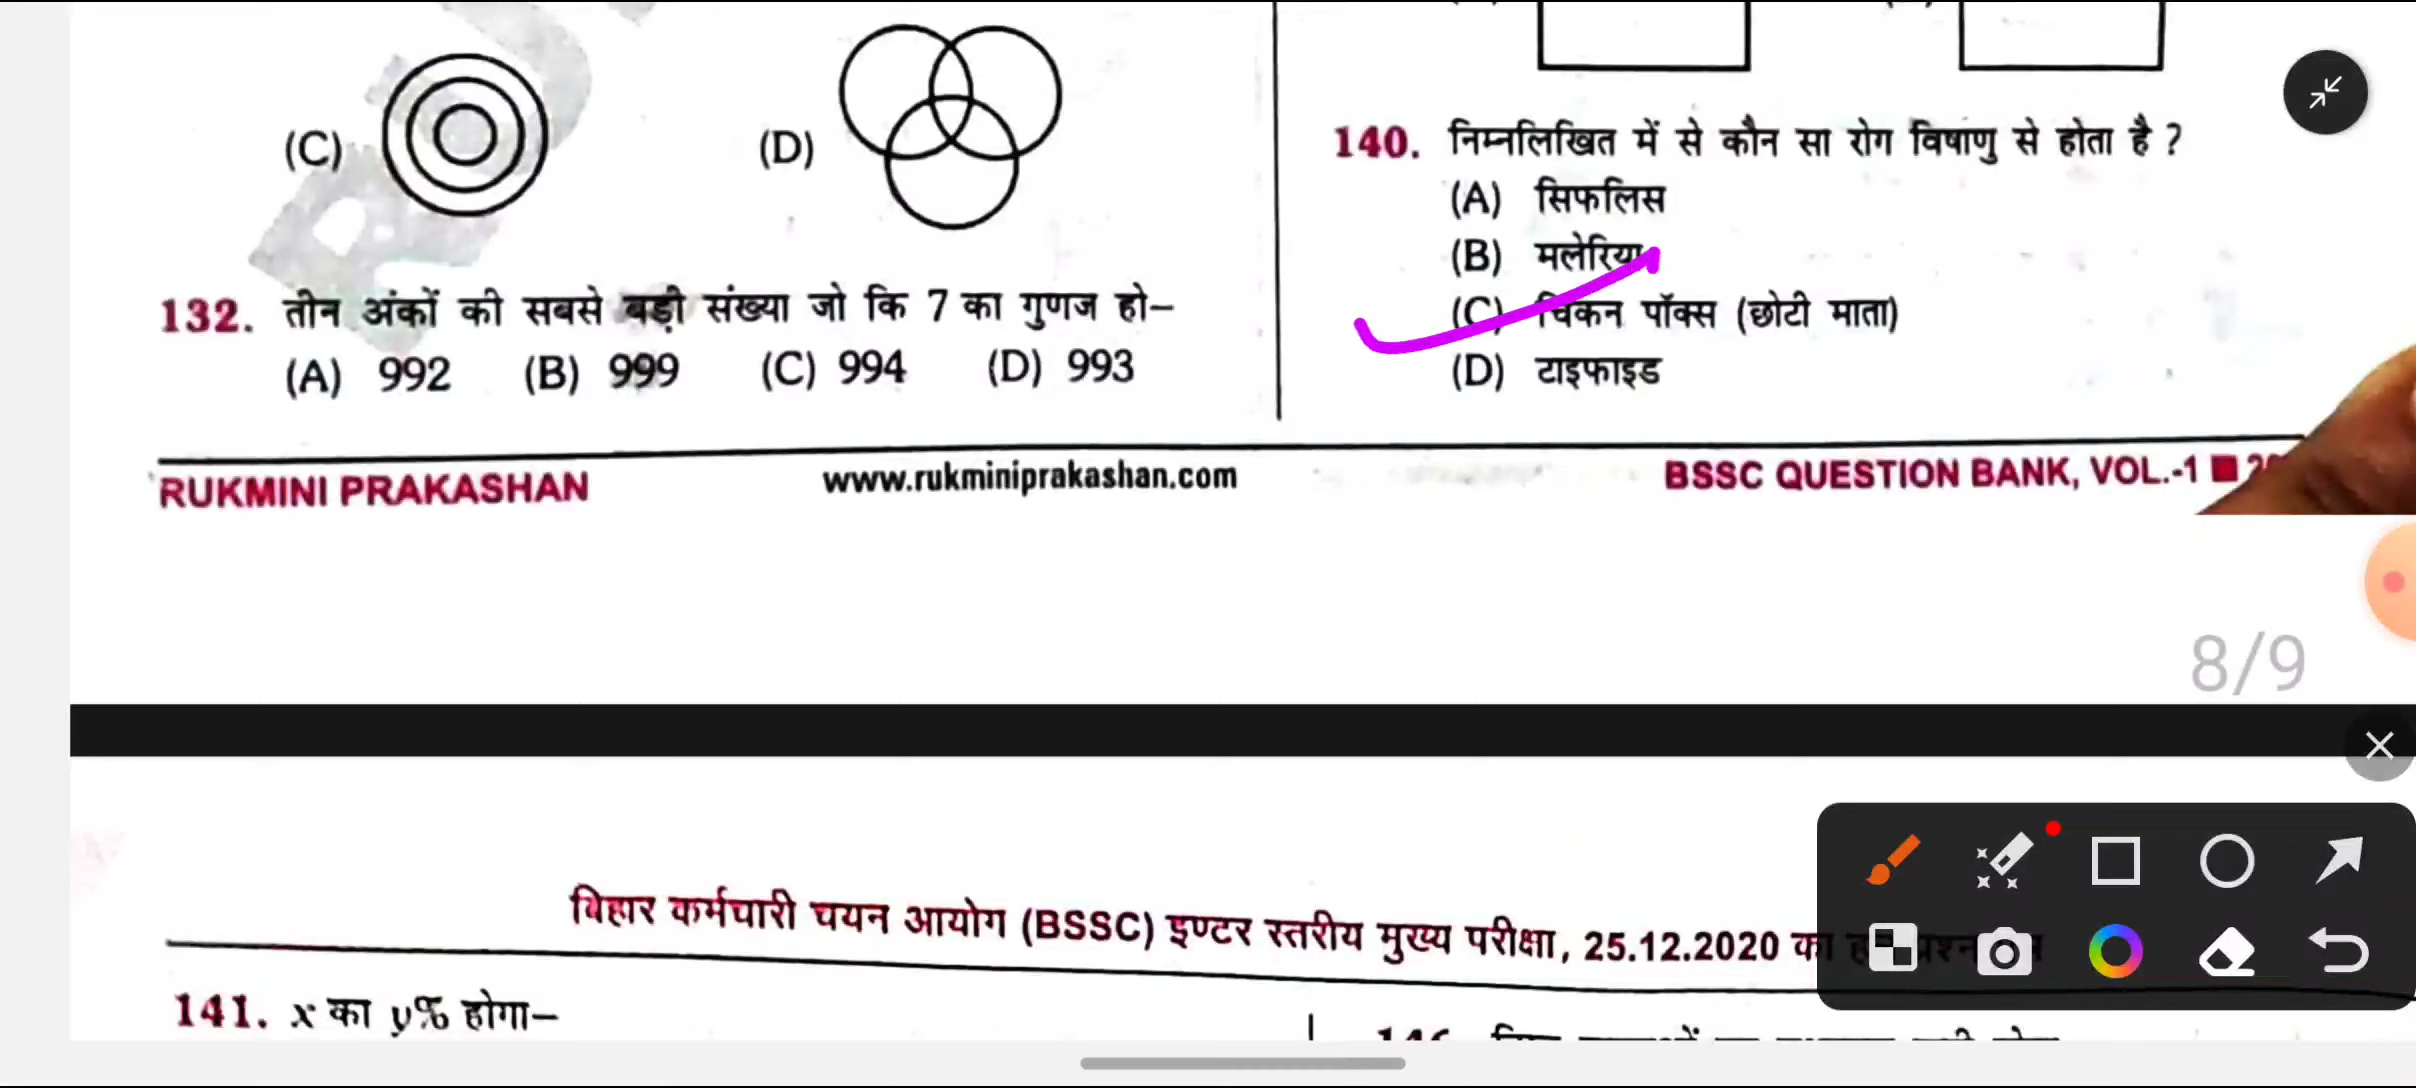 (C)
(D)
132. तीन अंकों की सबसे बड़ी संख्या जो कि 7 का गुणज हो–
(A) 992 (B) 999 (C) 994 (D) 993
140. निम्नलिखित में से कौन सा रोग विषाणु से होता है ?
(A) सिफलिस
(B) मलेरिया
(C) चिकन पॉक्स (छोटी माता)
(D) टाइफाइड
RUKMINI PRAKASHAN www.rukminiprakashan.com BSSC QUESTION BANK, VOL.-1 ■
8/9
बिहार कर्मचारी चयन आयोग (BSSC) इण्टर स्तरीय मुख्य परीक्षा, 25.12.2020 का
141. x का y% होगा–